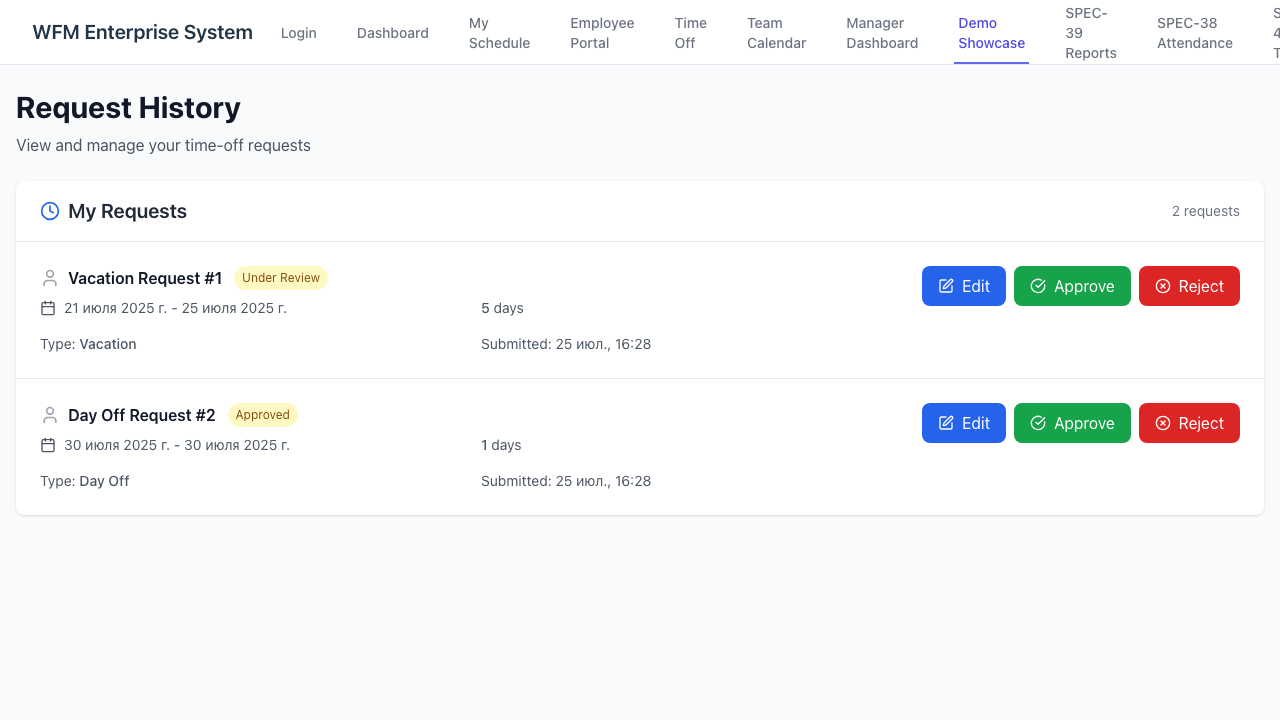 WFM Enterprise System
Login
Dashboard
My
Schedule
Employee
Portal
Time
Off
Team
Calendar
Manager
Dashboard
Demo
Showcase
SPEC-
39
Reports
SPEC-38
Attendance
Request History
View and manage your time-off requests
My Requests
2 requests
Vacation Request #1
Under Review
Edit
Approve
Reject
21 июля 2025 г. - 25 июля 2025 г.
5 days
Type: Vacation
Submitted: 25 июл., 16:28
Day Off Request #2
Approved
Edit
Approve
Reject
30 июля 2025 г. - 30 июля 2025 г.
1 days
Type: Day Off
Submitted: 25 июл., 16:28